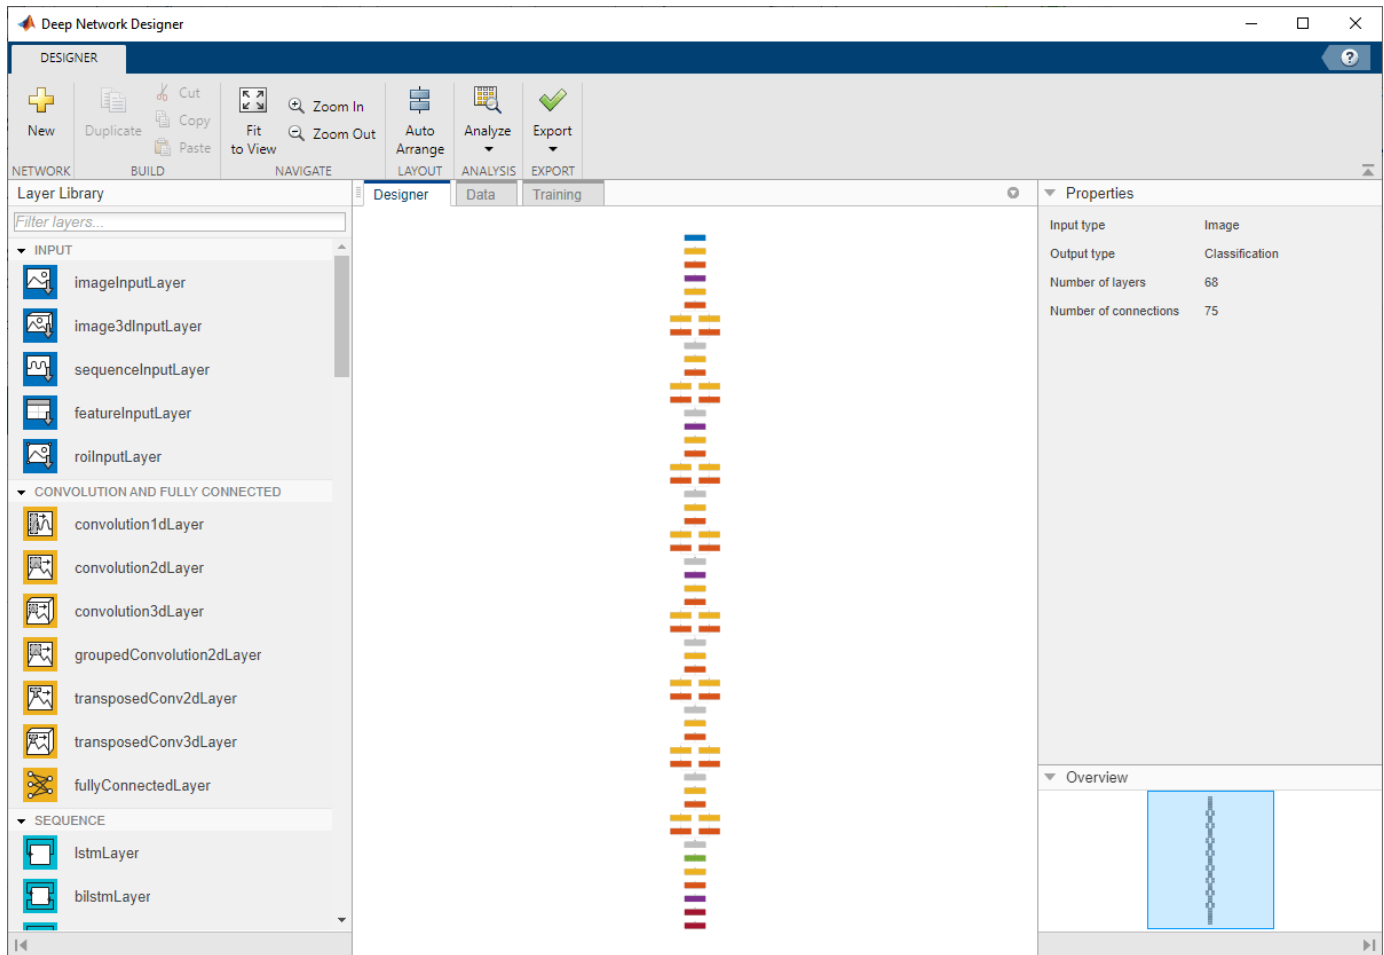 Deep Network Designer
DESIGNER
?
New
Duplicate
Cut
Copy
Paste
Fit
to View
Zoom In
Zoom Out
Auto
Arrange
Analyze
Export
NETWORK
BUILD
NAVIGATE
LAYOUT
ANALYSIS
EXPORT
Layer Library
Filter layers...
INPUT
imageInputLayer
image3dInputLayer
sequenceInputLayer
featureInputLayer
roiInputLayer
CONVOLUTION AND FULLY CONNECTED
convolution1dLayer
convolution2dLayer
convolution3dLayer
groupedConvolution2dLayer
transposedConv2dLayer
transposedConv3dLayer
fullyConnectedLayer
SEQUENCE
lstmLayer
bilstmLayer
Designer
Data
Training
Properties
Input type Image
Output type Classification
Number of layers 68
Number of connections 75
Overview